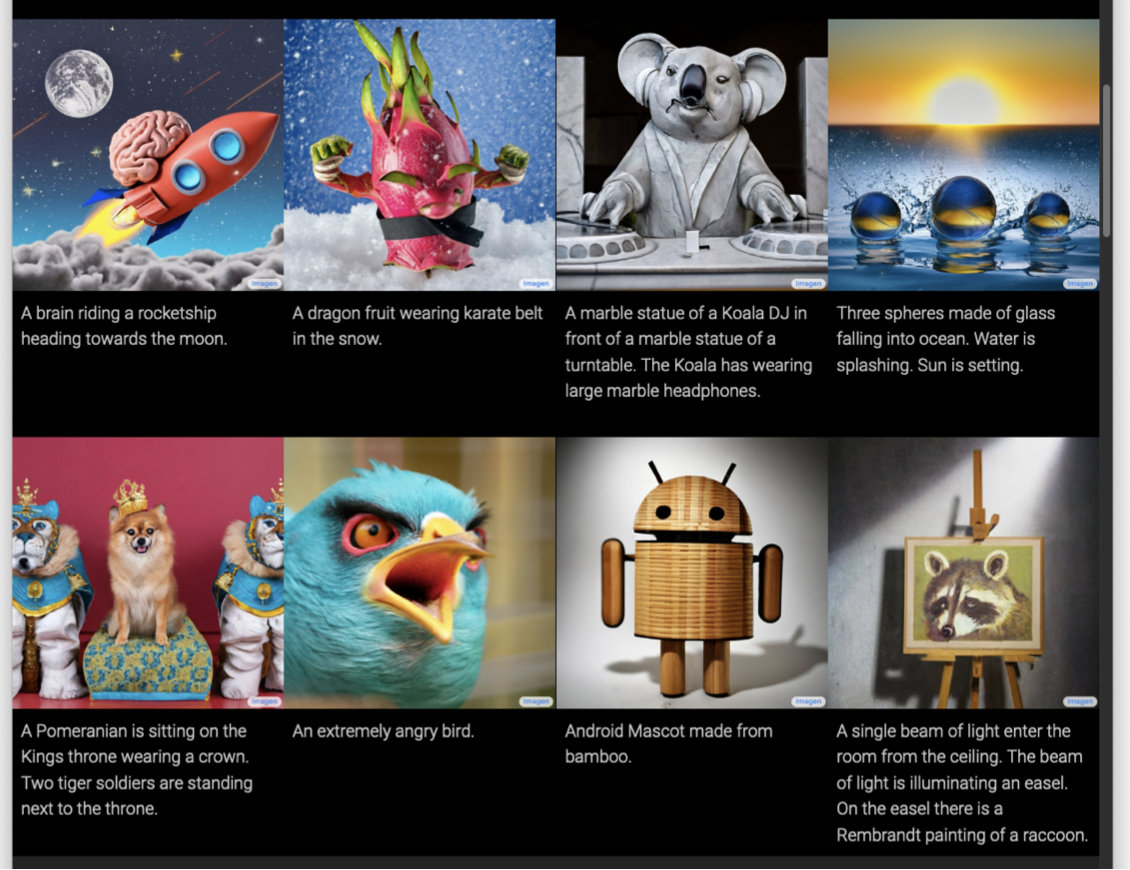 Imagen
Imagen
Imagen
Imagen
A brain riding a rocketship
heading towards the moon.
A dragon fruit wearing karate belt
in the snow.
A marble statue of a Koala DJ in
front of a marble statue of a
turntable. The Koala has wearing
large marble headphones.
Three spheres made of glass
falling into ocean. Water is
splashing. Sun is setting.
Imagen
Imagen
Imagen
Imagen
A Pomeranian is sitting on the
Kings throne wearing a crown.
Two tiger soldiers are standing
next to the throne.
An extremely angry bird.
Android Mascot made from
bamboo.
A single beam of light enter the
room from the ceiling. The beam
of light is illuminating an easel.
On the easel there is a
Rembrandt painting of a raccoon.